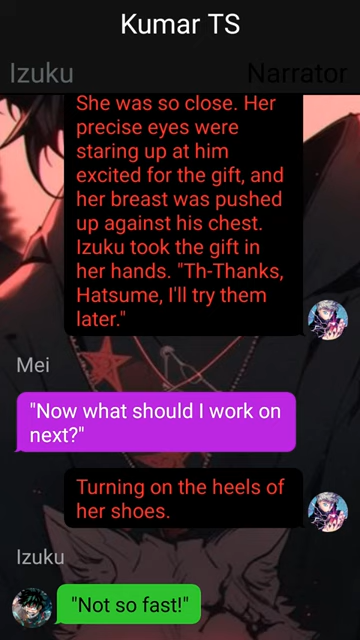 Kumar TS
Izuku
Narrator
She was so close. Her
precise eyes were
staring up at him
excited for the gift, and
her breast was pushed
up against his chest.
Izuku took the gift in
her hands. "Th-Thanks,
Hatsume, I'll try them
later."
Mei
"Now what should I work on
next?"
Turning on the heels of
her shoes.
Izuku
"Not so fast!"